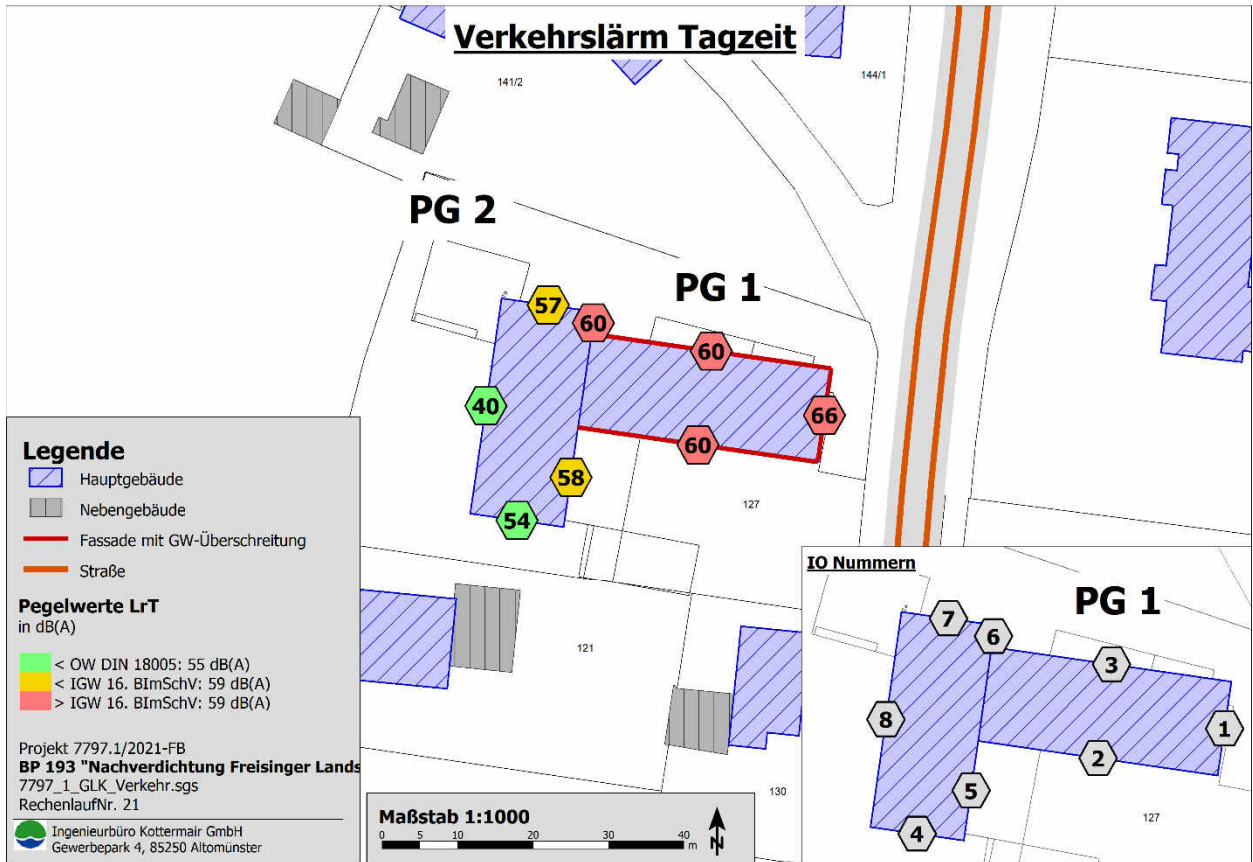 Verkehrslärm Tagzeit
141/2
144/1
PG 2
PG 1
57
60
60
40
66
60
58
54
127
121
130
Legende
Hauptgebäude
Nebengebäude
Fassade mit GW-Überschreitung
Straße
Pegelwerte LrT
in dB(A)
< OW DIN 18005: 55 dB(A)
< IGW 16. BImSchV: 59 dB(A)
> IGW 16. BImSchV: 59 dB(A)
Projekt 7797.1/2021-FB
BP 193 "Nachverdichtung Freisinger Lands
7797_1_GLK_Verkehr.sgs
RechenlaufNr. 21
Ingenieurbüro Kottermair GmbH
Gewerbepark 4, 85250 Altomünster
Maßstab 1:1000
0 5 10 20 30 40
m
N
IO Nummern
PG 1
7
6
3
8
1
2
5
4
127